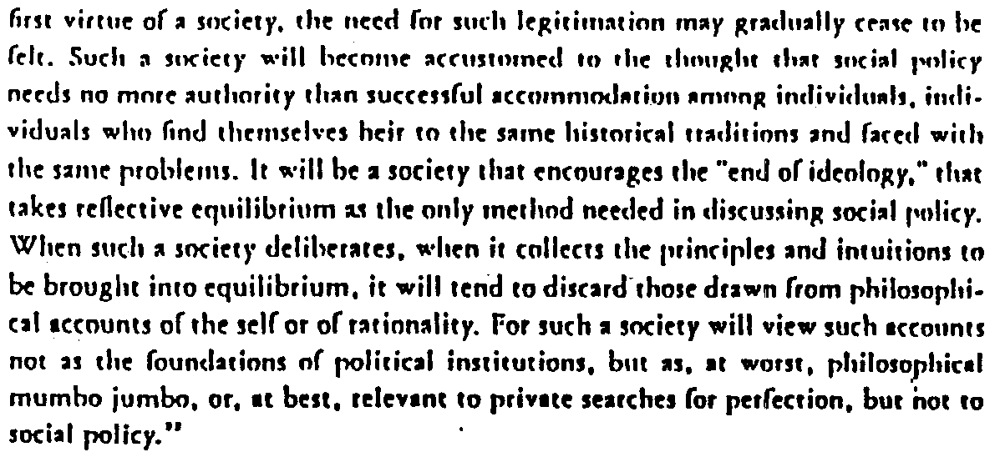 first virtue of a society, the need for such legitimation may gradually cease to be
felt. Such a society will become accustomed to the thought that social policy
needs no more authority than successful accommodation among individuals, indi-
viduals who find themselves heir to the same historical traditions and faced with
the same problems. It will be a society that encourages the "end of ideology," that
takes reflective equilibrium as the only method needed in discussing social policy.
When such a society deliberates, when it collects the principles and intuitions to
be brought into equilibrium, it will tend to discard those drawn from philosophi-
cal accounts of the self or of rationality. For such a society will view such accounts
not as the foundations of political institutions, but as, at worst, philosophical
mumbo jumbo, or, at best, relevant to private searches for perfection, but not to
social policy."